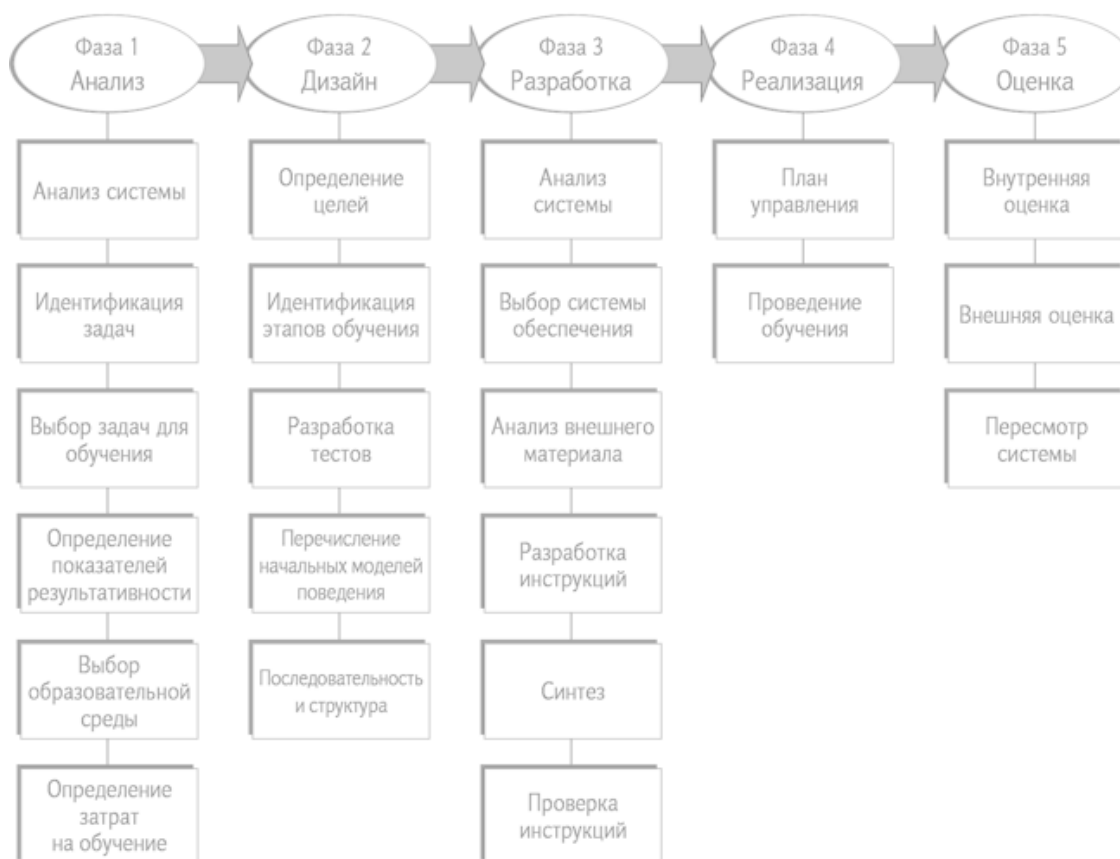 Фаза 1
Анализ
Фаза 2
Дизайн
Фаза 3
Разработка
Фаза 4
Реализация
Фаза 5
Оценка
Анализ системы
Идентификация
задач
Выбор задач для
обучения
Определение
показателей
результативности
Выбор
образовательной
среды
Определение
затрат
на обучение
Определение
целей
Идентификация
этапов обучения
Разработка
тестов
Перечисление
начальных моделей
поведения
Последовательность
и структура
Анализ
системы
Выбор системы
обеспечения
Анализ внешнего
материала
Разработка
инструкций
Синтез
Проверка
инструкций
План
управления
Проведение
обучения
Внутренняя
оценка
Внешняя оценка
Пересмотр
системы